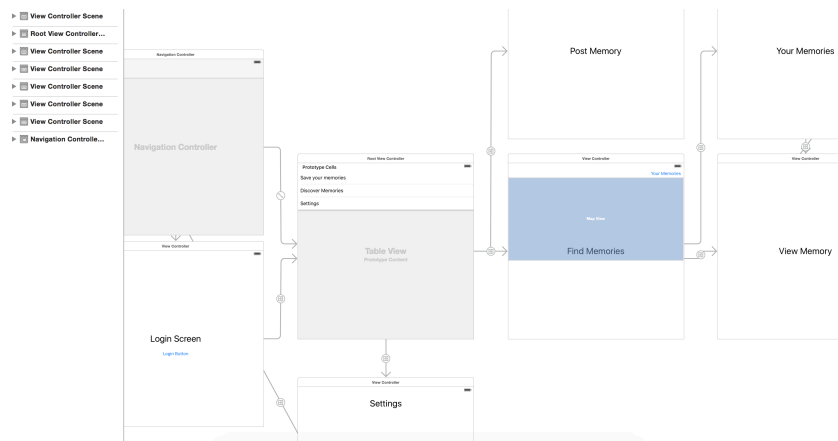 View Controller Scene
Root View Controller...
View Controller Scene
View Controller Scene
View Controller Scene
View Controller Scene
View Controller Scene
Navigation Controlle...
Navigation Controller
Navigation Controller
View Controller
Login Screen
Login Button
Root View Controller
Prototype Cells
Save your memories
Discover Memories
Settings
Table View
Prototype Content
View Controller
Settings
Post Memory
View Controller
Your Memories
Map View
Find Memories
Your Memories
View Controller
View Memory